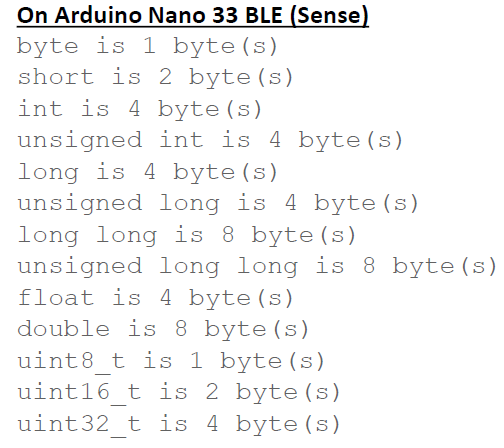 On Arduino Nano 33 BLE (Sense)
byte is 1 byte(s)
short is 2 byte(s)
int is 4 byte(s)
unsigned int is 4 byte(s)
long is 4 byte(s)
unsigned long is 4 byte(s)
long long is 8 byte(s)
unsigned long long is 8 byte(s)
float is 4 byte(s)
double is 8 byte(s)
uint8_t is 1 byte(s)
uint16_t is 2 byte(s)
uint32_t is 4 byte(s)